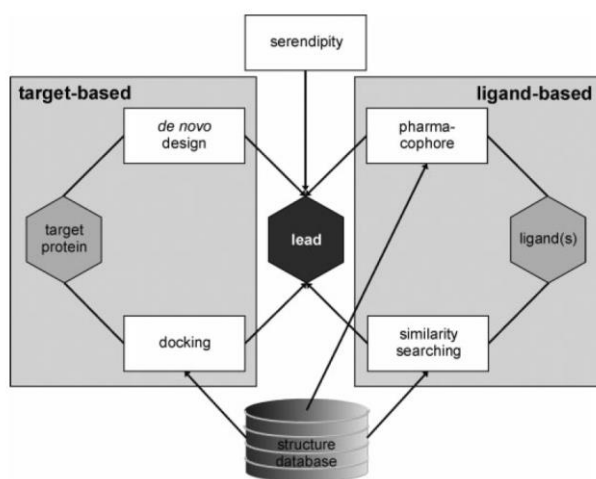 serendipity
target-based
ligand-based
de novo
design
pharma-
cophore
target
protein
lead
ligand(s)
docking
similarity
searching
structure
database